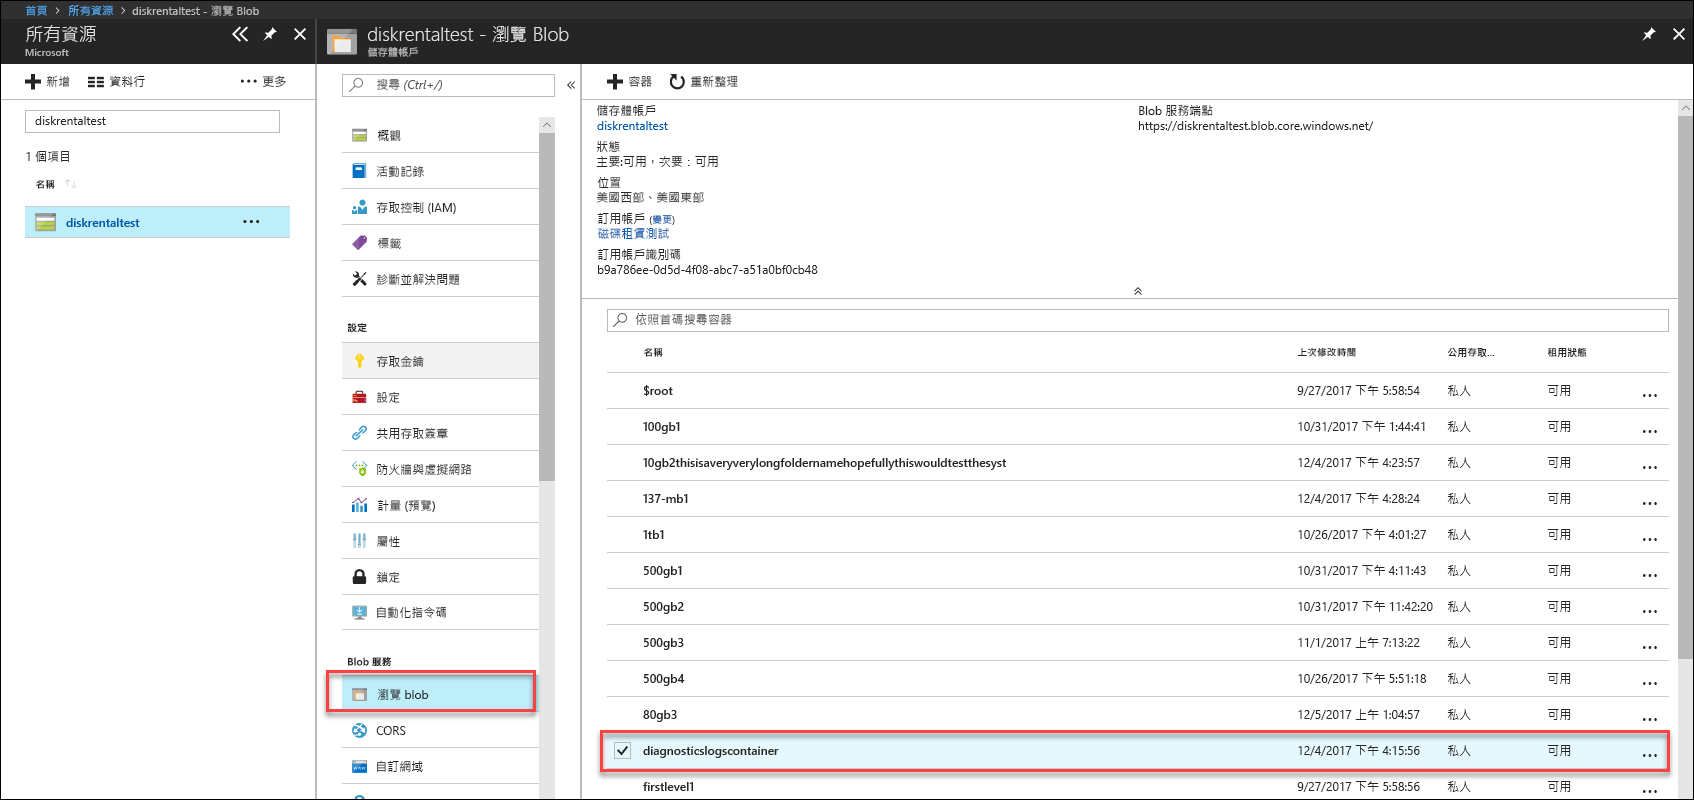 首頁 > 所有資源 > diskrentaltest - 瀏覽 Blob
所有資源
Microsoft
新增 資料行 ••• 更多
diskrentaltest
1 個項目
名稱 ↑↓
diskrentaltest •••
diskrentaltest - 瀏覽 Blob
儲存體帳戶
搜尋 (Ctrl+/)
概觀
活動記錄
存取控制 (IAM)
標籤
診斷並解決問題
設定
存取金鑰
設定
共用存取簽章
防火牆與虛擬網路
計量 (預覽)
屬性
鎖定
自動化指令碼
Blob 服務
瀏覽 blob
CORS
自訂網域
容器 重新整理
儲存體帳戶
diskrentaltest
狀態
主要:可用，次要：可用
位置
美國西部、美國東部
訂用帳戶 (變更)
磁碟租賃測試
訂用帳戶識別碼
b9a786ee-0d5d-4f08-abc7-a51a0bf0cb48
Blob 服務端點
https://diskrentaltest.blob.core.windows.net/
依照首碼搜尋容器
名稱 上次修改時間 公用存取... 租用狀態
$root 9/27/2017 下午 5:58:54 私人 可用 ...
100gb1 10/31/2017 下午 1:44:41 私人 可用 ...
10gb2thisisaveryverylongfoldernamehopefullythiswouldtestthesyst 12/4/2017 下午 4:23:57 私人 可用 ...
137-mb1 12/4/2017 下午 4:28:24 私人 可用 ...
1tb1 10/26/2017 下午 4:01:27 私人 可用 ...
500gb1 10/31/2017 下午 4:11:43 私人 可用 ...
500gb2 10/31/2017 下午 11:42:20 私人 可用 ...
500gb3 11/1/2017 上午 7:13:22 私人 可用 ...
500gb4 10/26/2017 下午 5:51:18 私人 可用 ...
80gb3 12/5/2017 上午 1:04:57 私人 可用 ...
diagnosticslogscontainer 12/4/2017 下午 4:15:56 私人 可用 ...
firstlevel1 9/27/2017 下午 5:58:56 私人 可用 ...